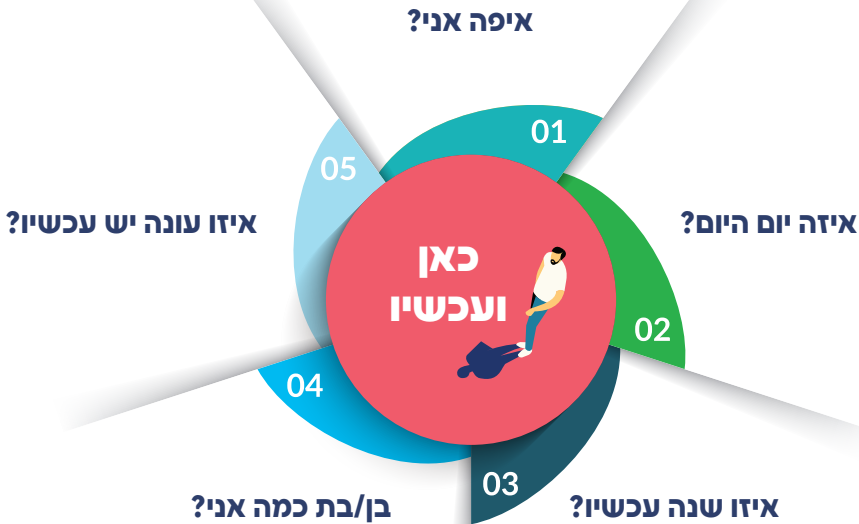 איפה אני?
01
איזה יום היום?
02
איזו שנה עכשיו?
03
בן/בת כמה אני?
04
איזו עונה יש עכשיו?
05
כאן
ועכשיו